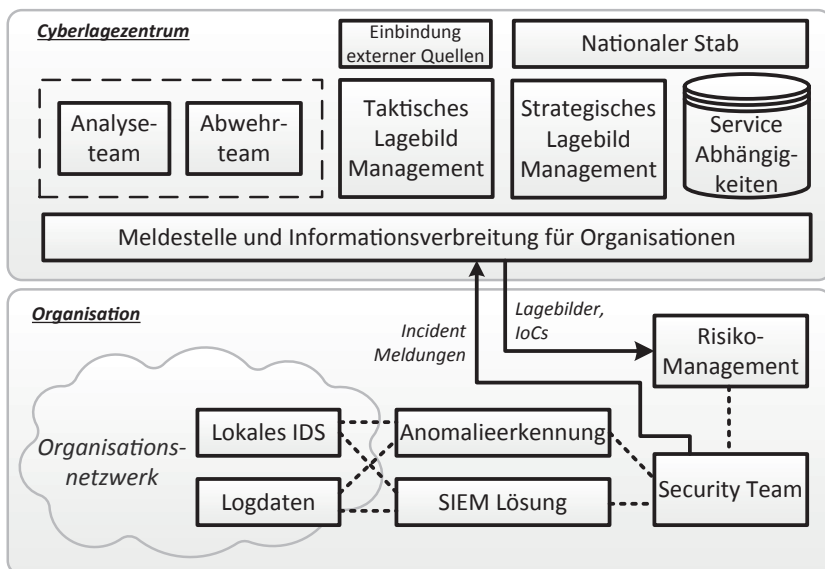 Cyberlagezentrum
Einbindung
externer Quellen
Nationaler Stab
Analyse-
team
Abwehr-
team
Taktisches
Lagebild
Management
Strategisches
Lagebild
Management
Service
Abhängig-
keiten
Meldestelle und Informationsverbreitung für Organisationen
Organisation
Incident
Meldungen
Lagebilder,
IoCs
Risiko-
Management
Organisations-
netzwerk
Lokales IDS
Anomalieerkennung
Logdaten
SIEM Lösung
Security Team